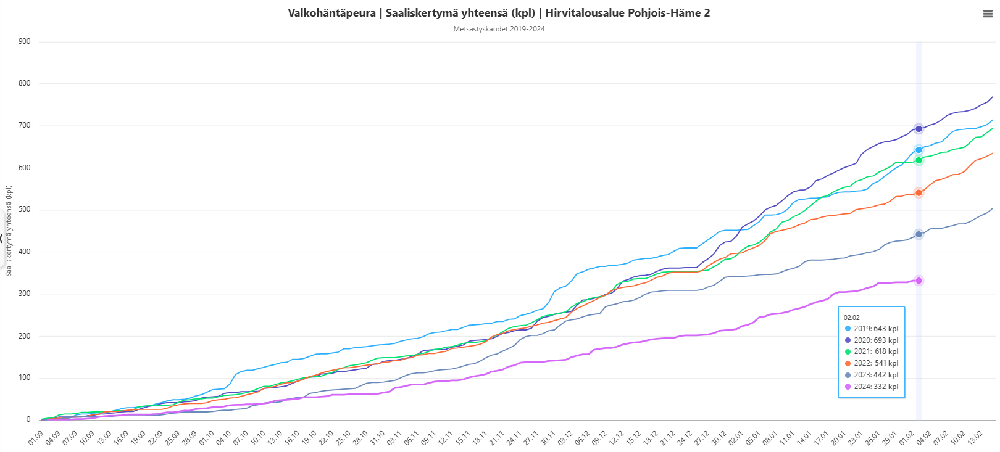 Valkohäntäpeura | Saaliskertymä yhteensä (kpl) | Hirvitalousalue Pohjois-Häme 2
Metsästyskaudet 2019-2024
Saaliskertymä yhteensä (kpl)
900
800
700
600
500
400
300
200
100
0
02.02
2019: 643 kpl
2020: 693 kpl
2021: 618 kpl
2022: 541 kpl
2023: 442 kpl
2024: 332 kpl
01.09 04.09 07.09 10.09 13.09 16.09 19.09 22.09 25.09 28.09 01.10 04.10 07.10 10.10 13.10 16.10 19.10 22.10 25.10 28.10 31.10 03.11 06.11 09.11 12.11 15.11 18.11 21.11 24.11 27.11 30.11 03.12 06.12 09.12 12.12 15.12 18.12 21.12 24.12 27.12 30.12 02.01 05.01 08.01 11.01 14.01 17.01 20.01 23.01 26.01 29.01 01.02 04.02 07.02 10.02 13.02